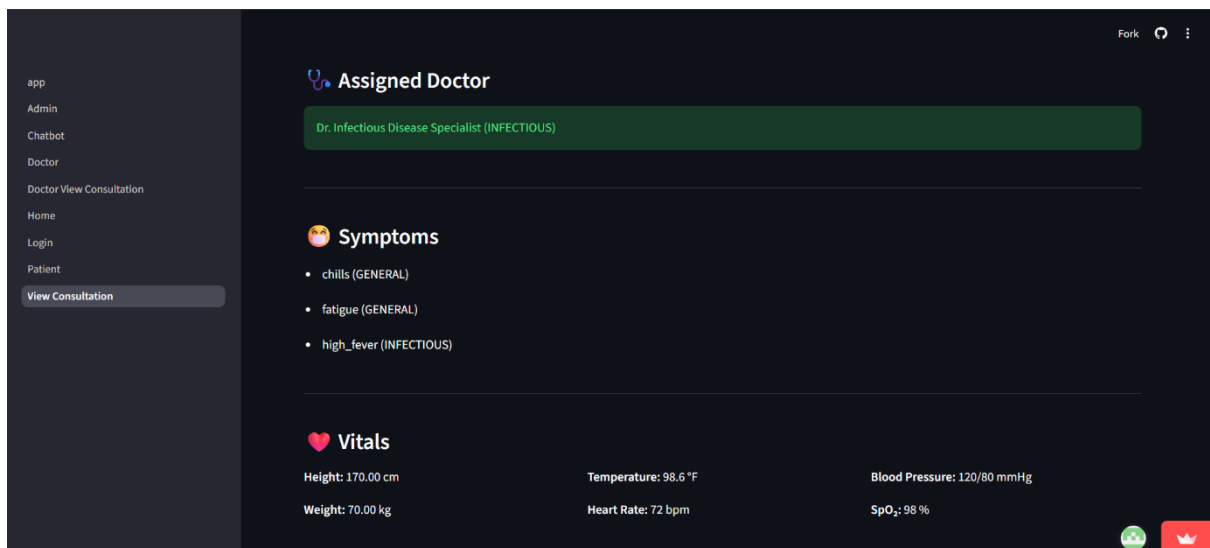 Fork
app
Admin
Chatbot
Doctor
Doctor View Consultation
Home
Login
Patient
View Consultation
Assigned Doctor
Dr. Infectious Disease Specialist (INFECTIOUS)
Symptoms
• chills (GENERAL)
• fatigue (GENERAL)
• high_fever (INFECTIOUS)
Vitals
Height: 170.00 cm Temperature: 98.6 °F Blood Pressure: 120/80 mmHg
Weight: 70.00 kg Heart Rate: 72 bpm SpO₂: 98 %